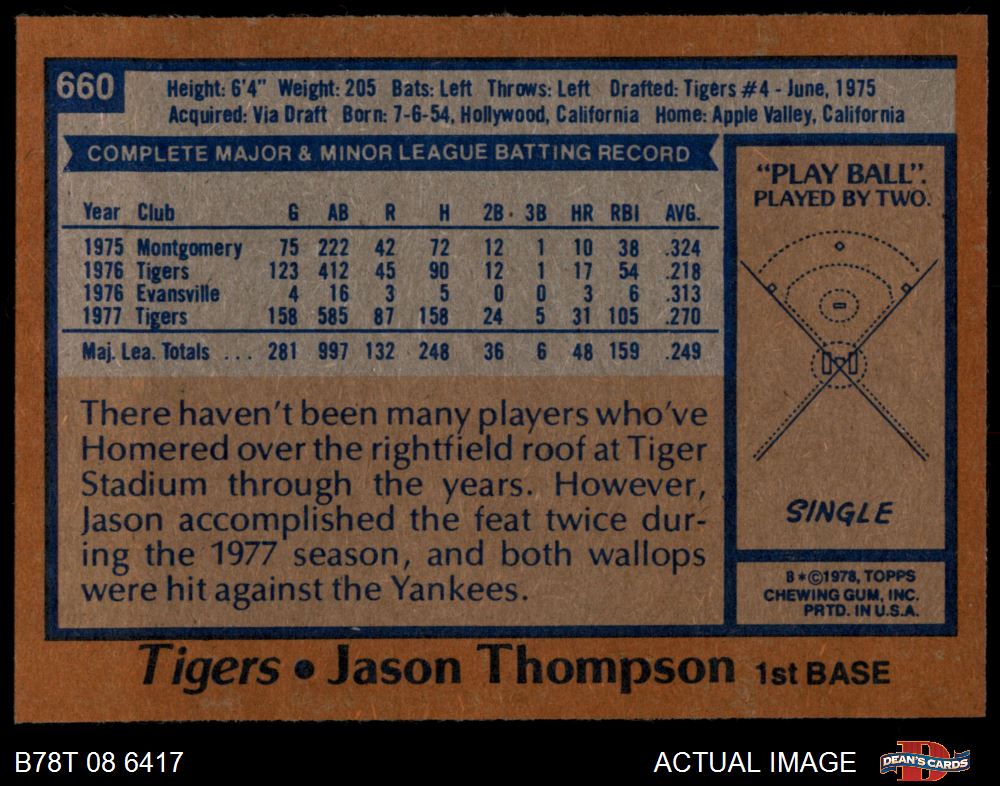 660
Height: 6'4" Weight: 205 Bats: Left Throws: Left Drafted: Tigers #4 - June, 1975
Acquired: Via Draft Born: 7-6-54, Hollywood, California Home: Apple Valley, California
COMPLETE MAJOR & MINOR LEAGUE BATTING RECORD
Year Club G AB R H 2B 3B HR RBI AVG.
1975 Montgomery 75 222 42 72 12 1 10 38 .324
1976 Tigers 123 412 45 90 12 1 17 54 .218
1976 Evansville 4 16 3 5 0 0 3 6 .313
1977 Tigers 158 585 87 158 24 5 31 105 .270
Maj. Lea. Totals ... 281 997 132 248 36 6 48 159 .249
There haven't been many players who've
Homered over the rightfield roof at Tiger
Stadium through the years. However,
Jason accomplished the feat twice dur-
ing the 1977 season, and both wallops
were hit against the Yankees.
"PLAY BALL".
PLAYED BY TWO.
SINGLE
B*©1978, TOPPS
CHEWING GUM, INC.
PRTD. IN U.S.A.
Tigers • Jason Thompson 1st BASE
B78T 08 6417
ACTUAL IMAGE
DEAN'S CARDS